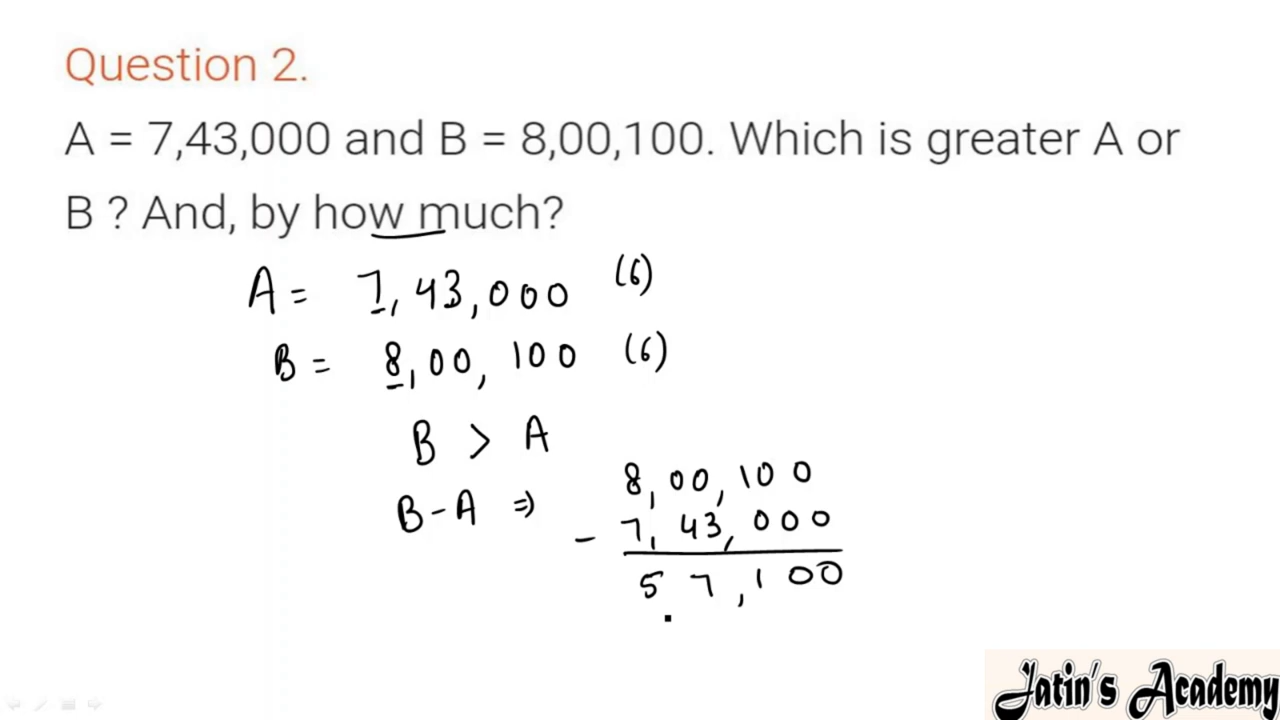 Question 2.
A = 7,43,000 and B = 8,00,100. Which is greater A or
B ? And, by how much?
A = 7,43,000 (6)
B = 8,00,100 (6)
B > A
B - A ⇒
8,00,100
- 7,43,000
57,100
Jatin's Academy